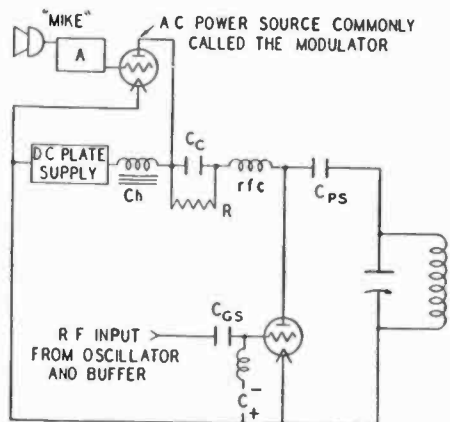 "MIKE"
A C POWER SOURCE COMMONLY
CALLED THE MODULATOR
A
DC PLATE
SUPPLY
Ch
CC
R
rfc
CPS
CGS
R F INPUT
FROM OSCILLATOR
AND BUFFER
C
-
+